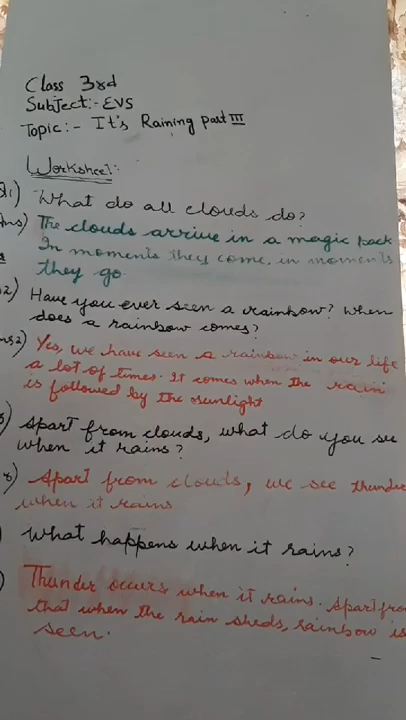 Class 3rd
Subject:- EVS
Topic:- It's Raining part III
Worksheet:-
Q1) What do all clouds do?
Ans) The clouds arrive in a magic pack
In moments they come, in moments
they go.
2) Have you ever seen a rainbow? When
does a rainbow comes?
ns2) Yes, we have seen a rainbow in our life
a lot of times. It comes when the rain
is followed by the sunlight
) Apart from clouds, what do you see
when it rains?
) Apart from clouds, we see thunder
when it rains
What happens when it rains?
) Thunder occurs when it rains. Apart fro
that when the rain sheds, rainbow is
seen.